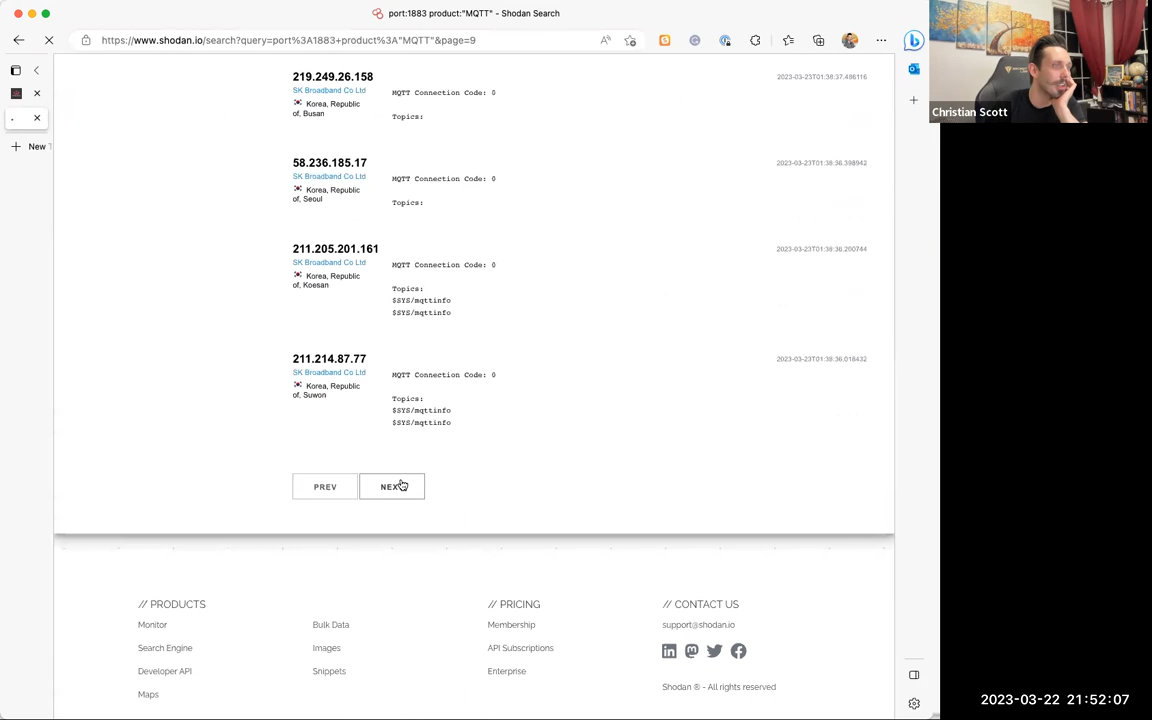 port:1883 product:"MQTT" - Shodan Search
https://www.shodan.io/search?query=port%3A1883+product%3A"MQTT"&page=9
219.249.26.158
2023-03-23T01:38:37.486116
SK Broadband Co Ltd
MQTT Connection Code: 0
Korea, Republic
of, Busan
Topics:
58.236.185.17
2023-03-23T01:38:36.398942
SK Broadband Co Ltd
MQTT Connection Code: 0
Korea, Republic
of, Seoul
Topics:
211.205.201.161
2023-03-23T01:38:36.200744
SK Broadband Co Ltd
MQTT Connection Code: 0
Korea, Republic
of, Koesan
Topics:
$SYS/mqttinfo
$SYS/mqttinfo
211.214.87.77
2023-03-23T01:38:36.018432
SK Broadband Co Ltd
MQTT Connection Code: 0
Korea, Republic
of, Suwon
Topics:
$SYS/mqttinfo
$SYS/mqttinfo
PREV
NEXT
// PRODUCTS
// PRICING
// CONTACT US
Monitor
Bulk Data
Membership
support@shodan.io
Search Engine
Images
API Subscriptions
Developer API
Snippets
Enterprise
Maps
Shodan ® - All rights reserved
New
Christian Scott
2023-03-22 21:52:07